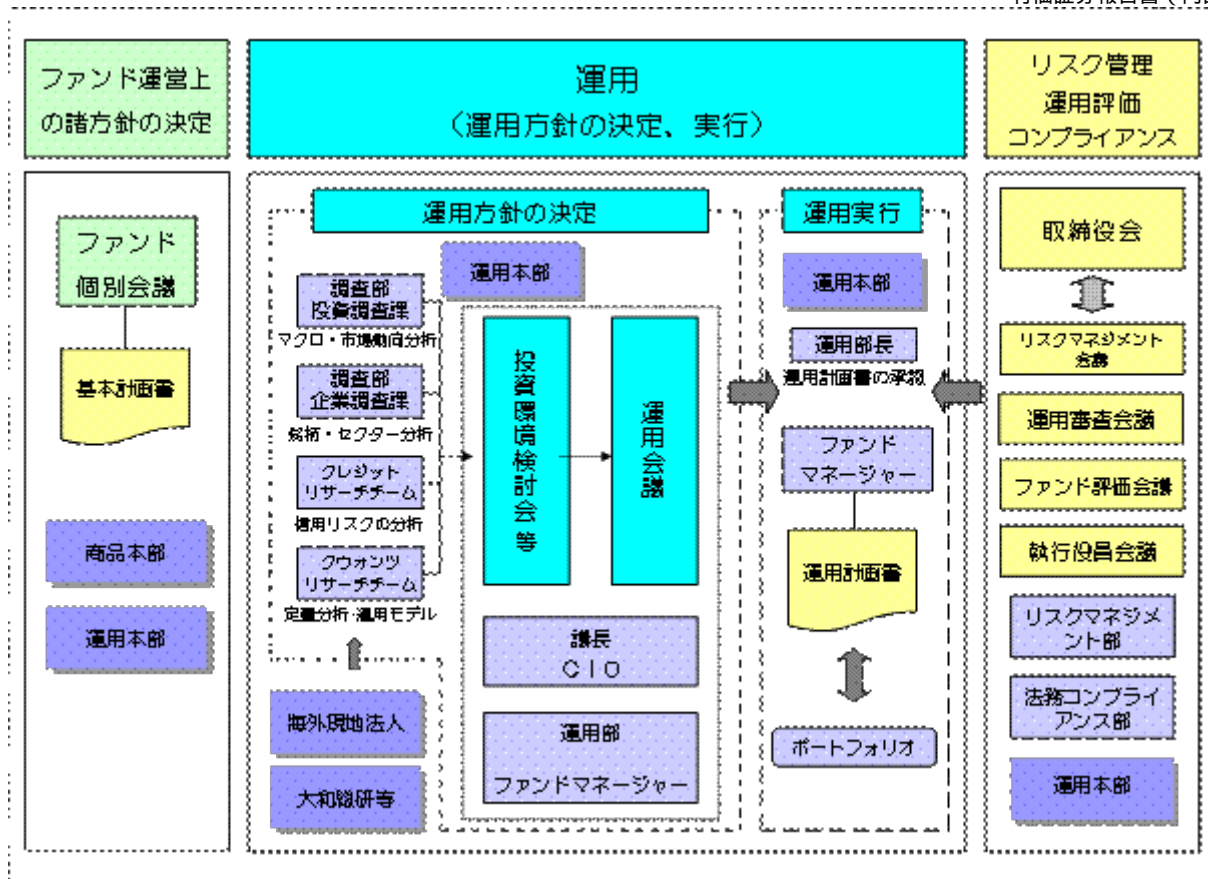 ファンド運営上
の諸方針の決定
運用
(運用方針の決定、実行)
リスク管理
運用評価
コンプライアンス
ファンド
個別会議
基本計画書
商品本部
運用本部
運用方針の決定
運用本部
調査部
投資調査課
マクロ・市場動向分析
調査部
企業調査課
銘柄・セクター分析
クレジット
リサーチチーム
信用リスクの分析
クウォンツ
リサーチチーム
定量分析・運用モデル
海外現地法人
大和総研等
投資環境検討会等
運用会議
議長
CIO
運用部
ファンドマネージャー
運用実行
運用本部
運用部長
運用計画書の承認
ファンド
マネージャー
運用計画書
ポートフォリオ
取締役会
リスクマネジメント
会議
運用審査会議
ファンド評価会議
執行役員会議
リスクマネジメ
ント部
法務コンプライ
アンス部
運用本部